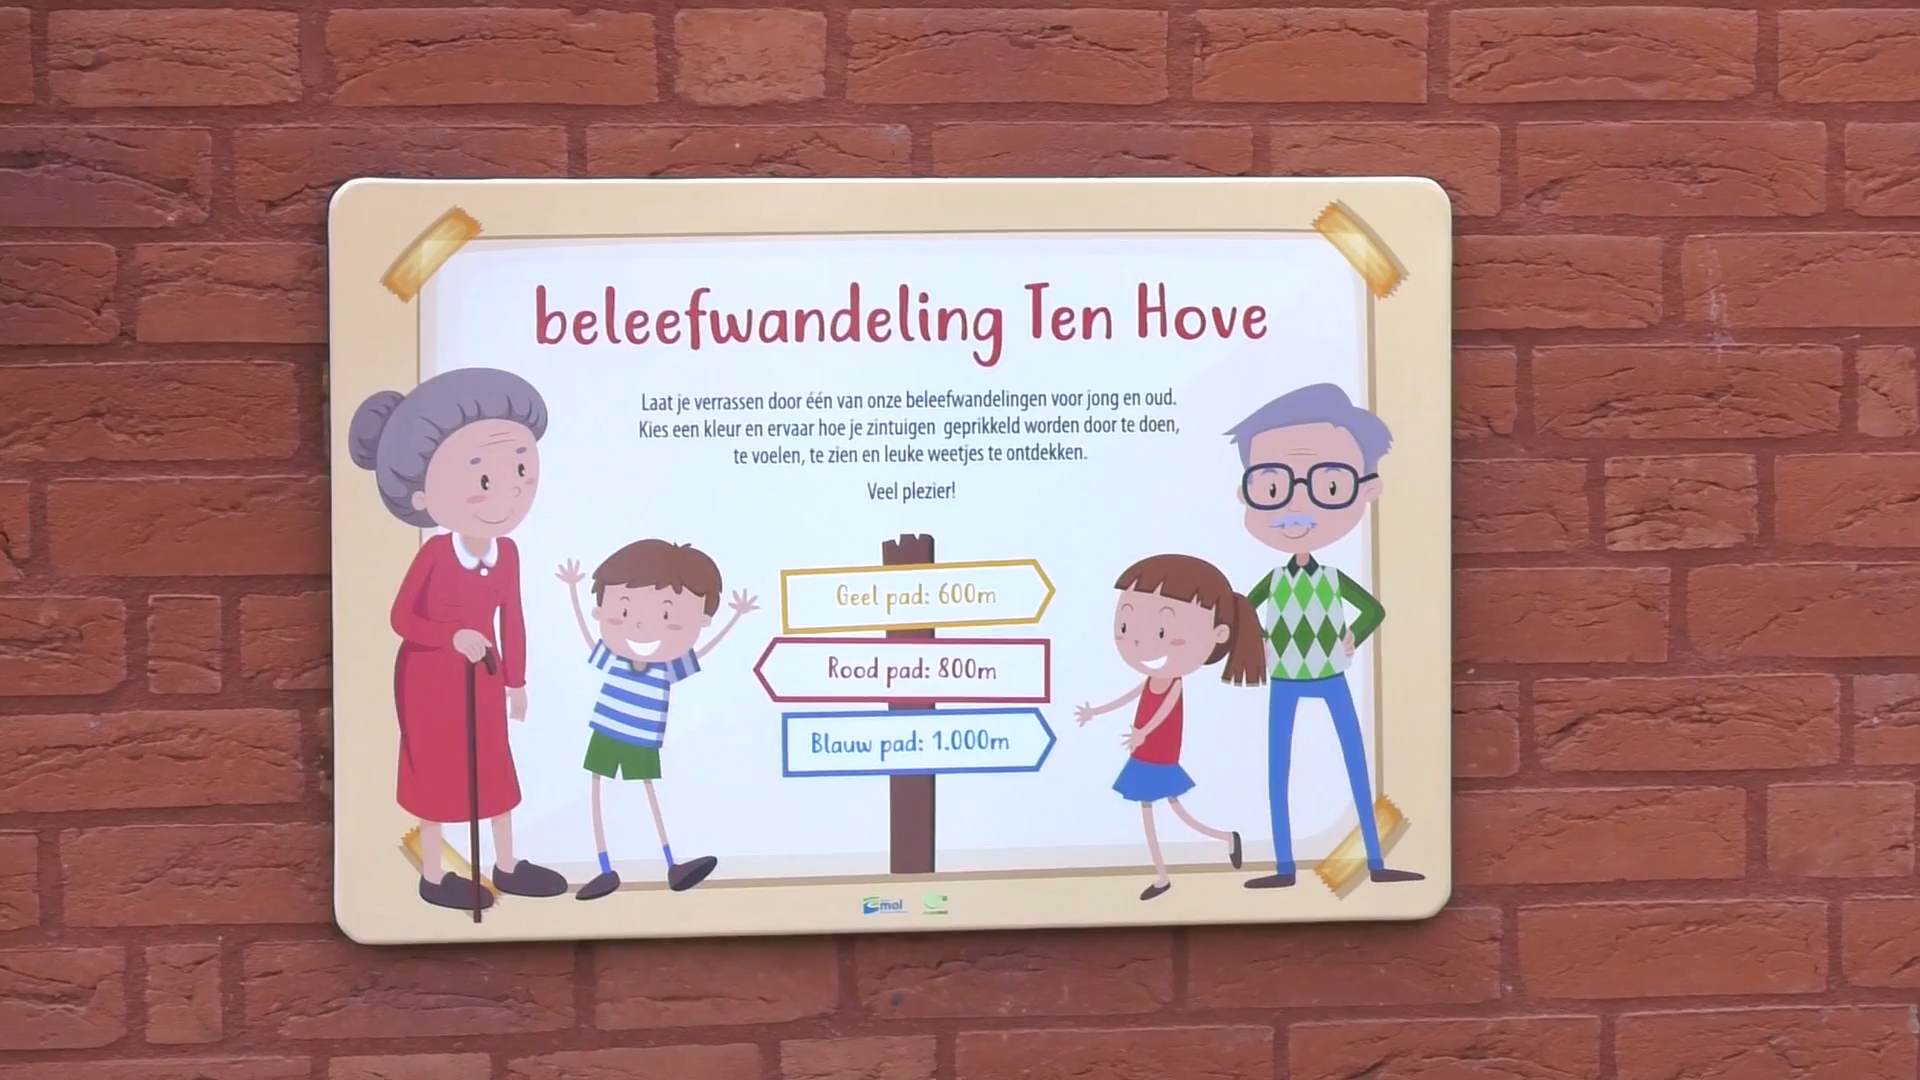 beleefwandeling Ten Hove
Laat je verrassen door één van onze beleefwandelingen voor jong en oud.
Kies een kleur en ervaar hoe je zintuigen geprikkeld worden door te doen,
te voelen, te zien en leuke weetjes te ontdekken.
Veel plezier!
Geel pad: 600m
Rood pad: 800m
Blauw pad: 1.000m
mol